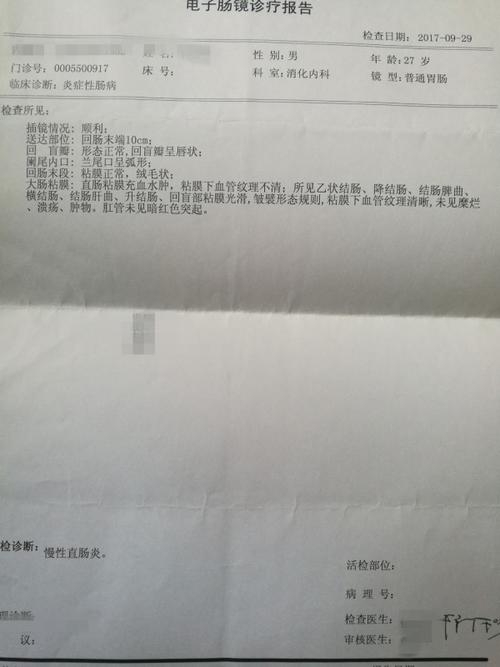 电子肠镜诊疗报告
检查日期: 2017-09-29
性 别: 男 年 龄: 27 岁
门诊号: 0005500917 床 号: 科 室: 消化内科 镜 型: 普通胃肠
临床诊断: 炎症性肠病
检查所见:
插镜情况: 顺利;
送达部位: 回肠末端10cm;
回 盲瓣: 形态正常,回盲瓣呈唇状;
阑尾内口: 兰尾口呈弧形;
回肠末段: 粘膜正常, 绒毛状;
大肠粘膜: 直肠粘膜充血水肿, 粘膜下血管纹理不清; 所见乙状结肠、降结肠、结肠脾曲、
横结肠、结肠肝曲、升结肠、回盲部粘膜光滑,皱襞形态规则,粘膜下血管纹理清晰,未见糜烂
、溃疡、肿物。肛管未见暗红色突起。
检诊断: 慢性直肠炎。
活检部位:
病 理 号:
理诊断:
检查医生:
议: 审核医生: